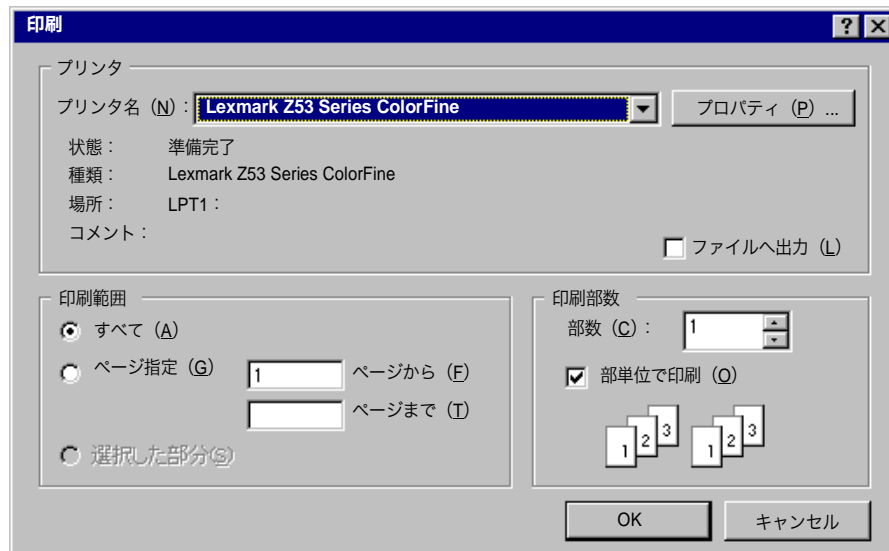 印刷
プリンタ
プリンタ名（N）： Lexmark Z53 Series ColorFine プロパティ（P）...
状態： 準備完了
種類： Lexmark Z53 Series ColorFine
場所： LPT1：
コメント：
ファイルへ出力（L）
印刷範囲
すべて（A）
ページ指定（G） 1 ページから（F）
ページまで（T）
選択した部分(S)
印刷部数
部数（C）： 1
部単位で印刷（O）
1 2 3 1 2 3
OK キャンセル